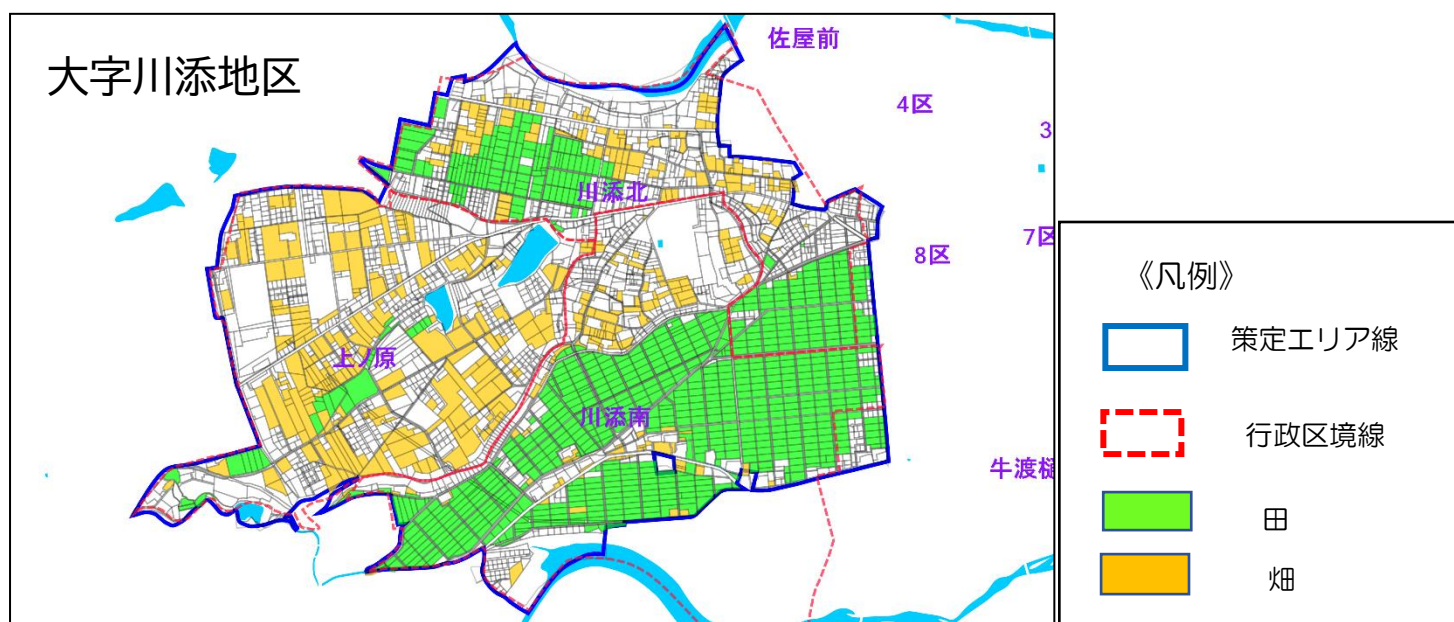 大字川添地区
佐屋前
4区
3
川添北
8区
7区
上ノ原
川添南
牛渡樋
《凡例》
策定エリア線
行政区境線
田
畑